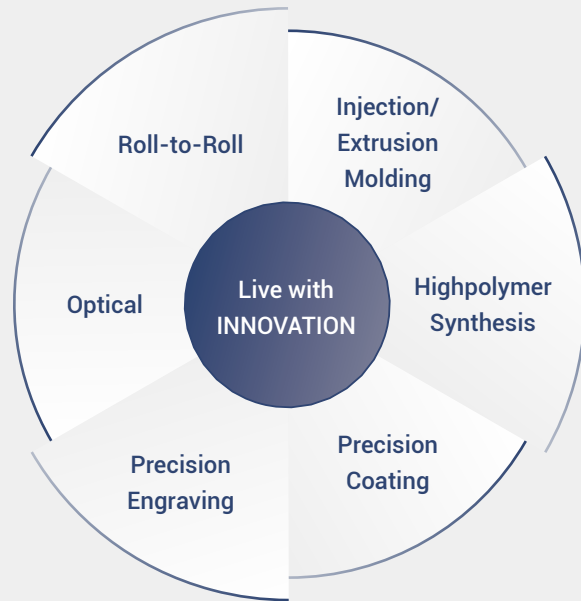 Roll-to-Roll
Injection/
Extrusion
Molding
Optical
Live with
INNOVATION
Highpolymer
Synthesis
Precision
Engraving
Precision
Coating